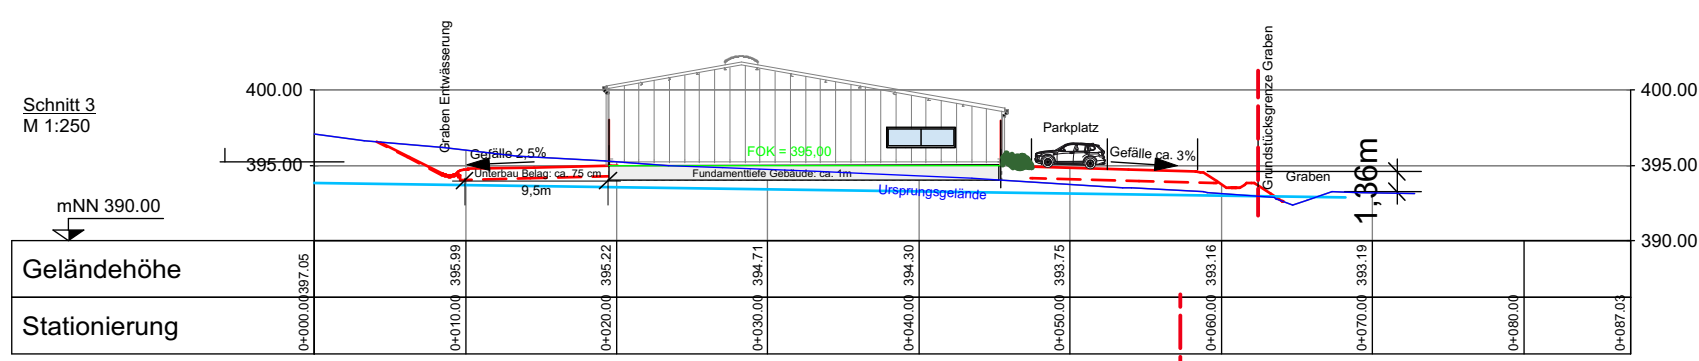 Schnitt 3
M 1:250
400.00
395.00
mNN 390.00
Graben Entwässerung
Gefälle 2,5%
Unterbau Belag: ca. 75 cm
9,5m
FOK = 395,00
Fundamenttiefe Gebäude: ca. 1m
Ursprungsgelände
Parkplatz
Gefälle ca. 3%
Grundstücksgrenze Graben
Graben
1,36m
400.00
395.00
390.00
Geländehöhe
397.05
395.99
395.22
394.71
394.30
393.75
393.16
393.19
Stationierung
0+000.00
0+010.00
0+020.00
0+030.00
0+040.00
0+050.00
0+060.00
0+070.00
0+080.00
0+087.03